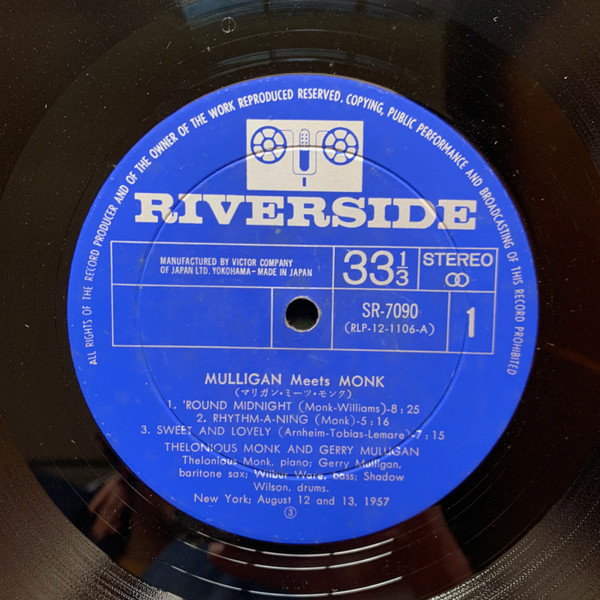 ALL RIGHTS OF THE RECORD PRODUCER AND OF THE OWNER OF THE WORK REPRODUCED RESERVED. COPYING, PUBLIC PERFORMANCE AND BROADCASTING OF THIS RECORD PROHIBITED
RIVERSIDE
MANUFACTURED BY VICTOR COMPANY
OF JAPAN LTD. YOKOHAMA-MADE IN JAPAN
33 1/3
STEREO
SR-7090
(RLP-12-1106-A)
1
MULLIGAN Meets MONK
(マリガン・ミーツ・モンク)
1. 'ROUND MIDNIGHT (Monk-Williams)-8:25
2. RHYTHM-A-NING (Monk)-5:16
3. SWEET AND LOVELY (Arnheim-Tobias-Lemare)-7:15
THELONIOUS MONK AND GERRY MULLIGAN
Thelonious Monk, piano; Gerry Mulligan,
baritone sax; Wilbur Ware, bass; Shadow
Wilson, drums.
New York; August 12 and 13, 1957
③